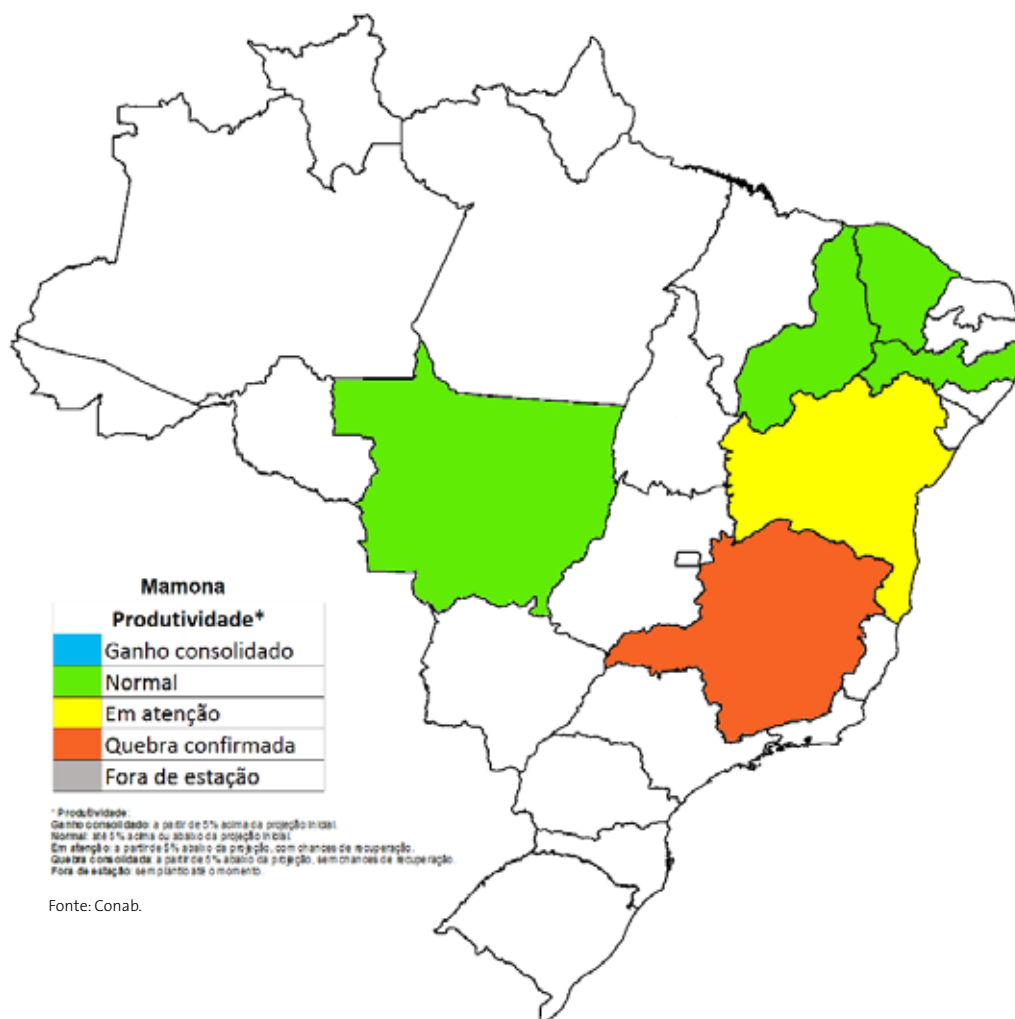 Mamona
Produtividade*
Ganho consolidado
Normal
Em atenção
Quebra confirmada
Fora de estação
* Produtividade:
Ganho consolidado: a partir de 5% acima da projeção inicial.
Normal: até 5% acima ou abaixo da projeção inicial.
Em atenção: a partir de 5% abaixo da projeção, com chances de recuperação.
Quebra consolidada: a partir de 5% abaixo da projeção, sem chances de recuperação.
Fora de estação: sem plantio até o momento.
Fonte: Conab.